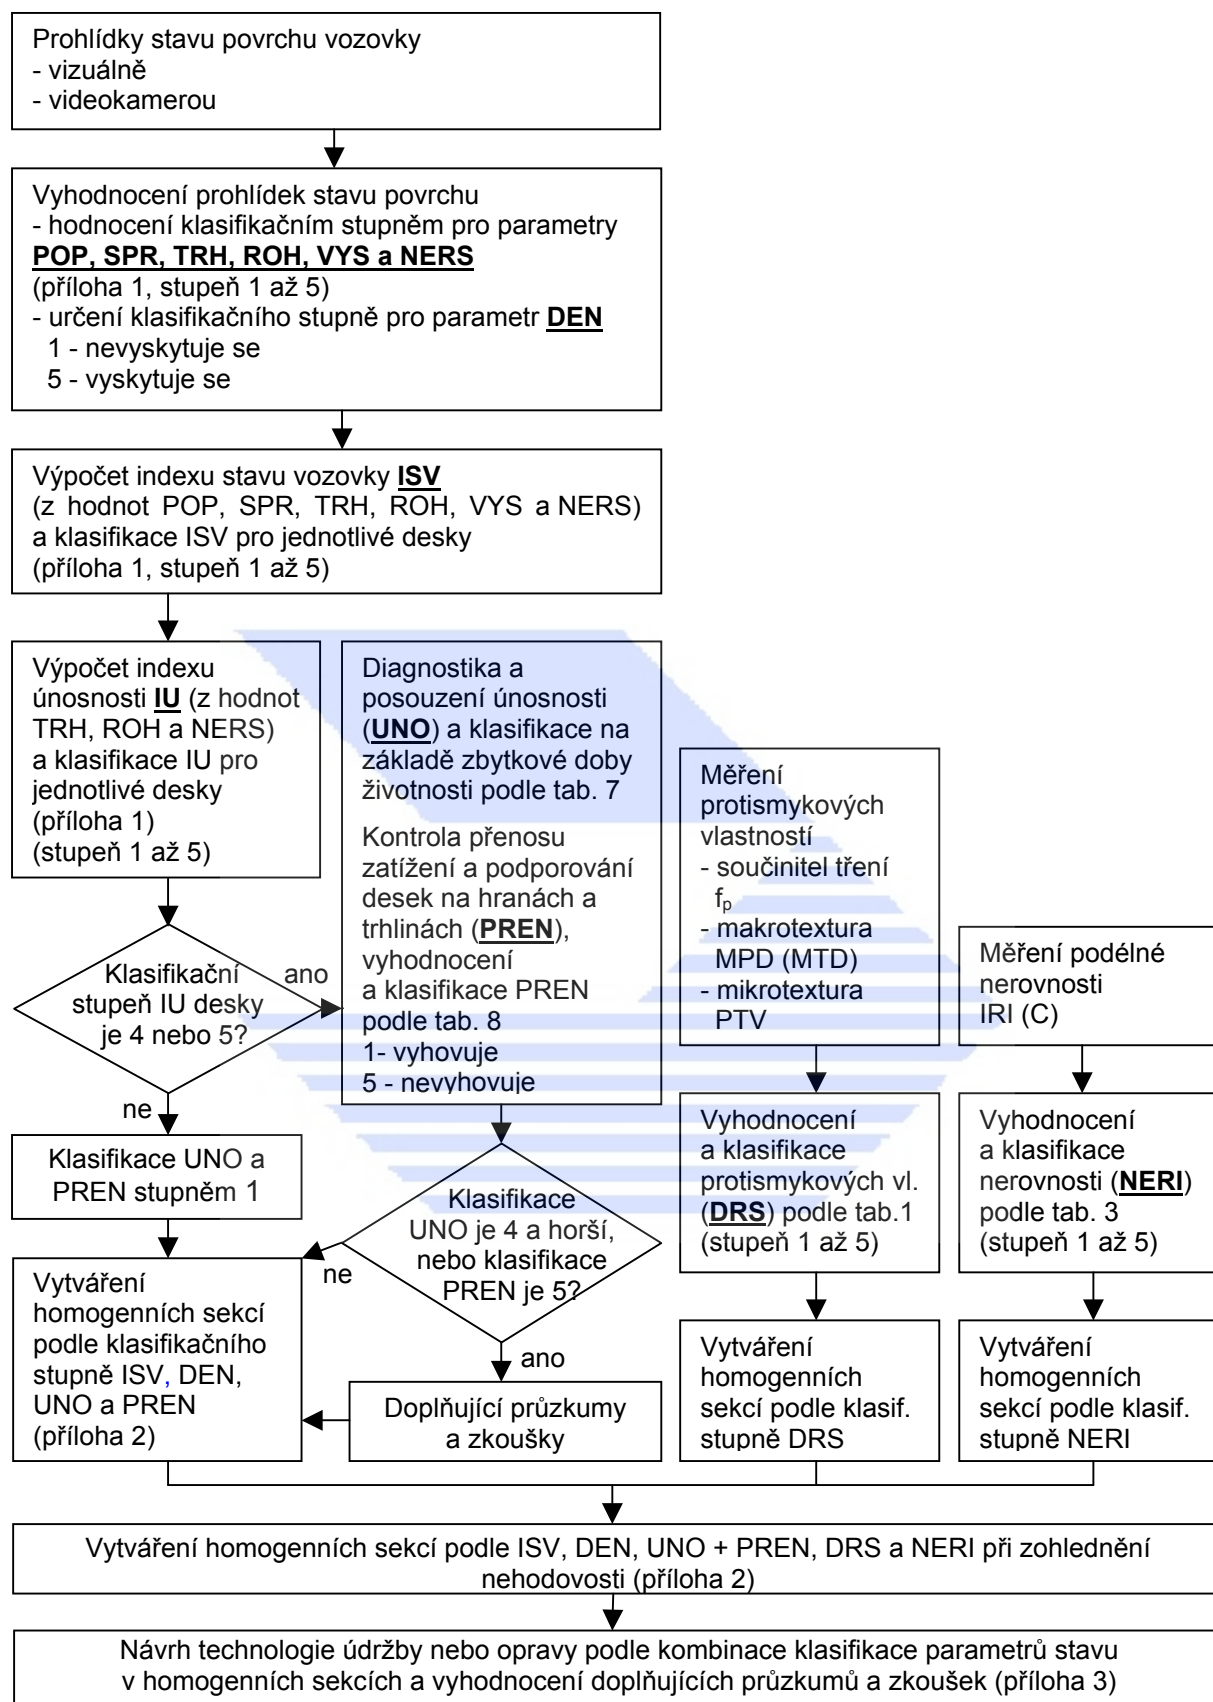 Prohlídky stavu povrchu vozovky
- vizuálně
- videokamerou
Vyhodnocení prohlídek stavu povrchu
- hodnocení klasifikačním stupněm pro parametry
POP, SPR, TRH, ROH, VYS a NERS
(příloha 1, stupeň 1 až 5)
- určení klasifikačního stupně pro parametr DEN
1 - nevyskytuje se
5 - vyskytuje se
Výpočet indexu stavu vozovky ISV
(z hodnot POP, SPR, TRH, ROH, VYS a NERS)
a klasifikace ISV pro jednotlivé desky
(příloha 1, stupeň 1 až 5)
Výpočet indexu
únosnosti IU (z hodnot
TRH, ROH a NERS)
a klasifikace IU pro
jednotlivé desky
(příloha 1)
(stupeň 1 až 5)
Klasifikační
stupeň IU desky
je 4 nebo 5?
ano
ne
Klasifikace UNO a
PREN stupněm 1
Diagnostika a
posouzení únosnosti
(UNO) a klasifikace na
základě zbytkové doby
životnosti podle tab. 7
Kontrola přenosu
zatížení a podporování
desek na hranách a
trhlinách (PREN),
vyhodnocení
a klasifikace PREN
podle tab. 8
1- vyhovuje
5 - nevyhovuje
Klasifikace
UNO je 4 a horší,
nebo klasifikace
PREN je 5?
ne
ano
Vytváření
homogenních sekcí
podle klasifikačního
stupně ISV, DEN,
UNO a PREN
(příloha 2)
Doplňující průzkumy
a zkoušky
Měření
protismykových
vlastností
- součinitel tření
fp
- makrotextura
MPD (MTD)
- mikrotextura
PTV
Vyhodnocení
a klasifikace
protismykových vl.
(DRS) podle tab.1
(stupeň 1 až 5)
Vytváření
homogenních
sekcí podle klasif.
stupně DRS
Měření podélné
nerovnosti
IRI (C)
Vyhodnocení
a klasifikace
nerovnosti (NERI)
podle tab. 3
(stupeň 1 až 5)
Vytváření
homogenních
sekcí podle klasif.
stupně NERI
Vytváření homogenních sekcí podle ISV, DEN, UNO + PREN, DRS a NERI při zohlednění
nehodovosti (příloha 2)
Návrh technologie údržby nebo opravy podle kombinace klasifikace parametrů stavu
v homogenních sekcích a vyhodnocení doplňujících průzkumů a zkoušek (příloha 3)